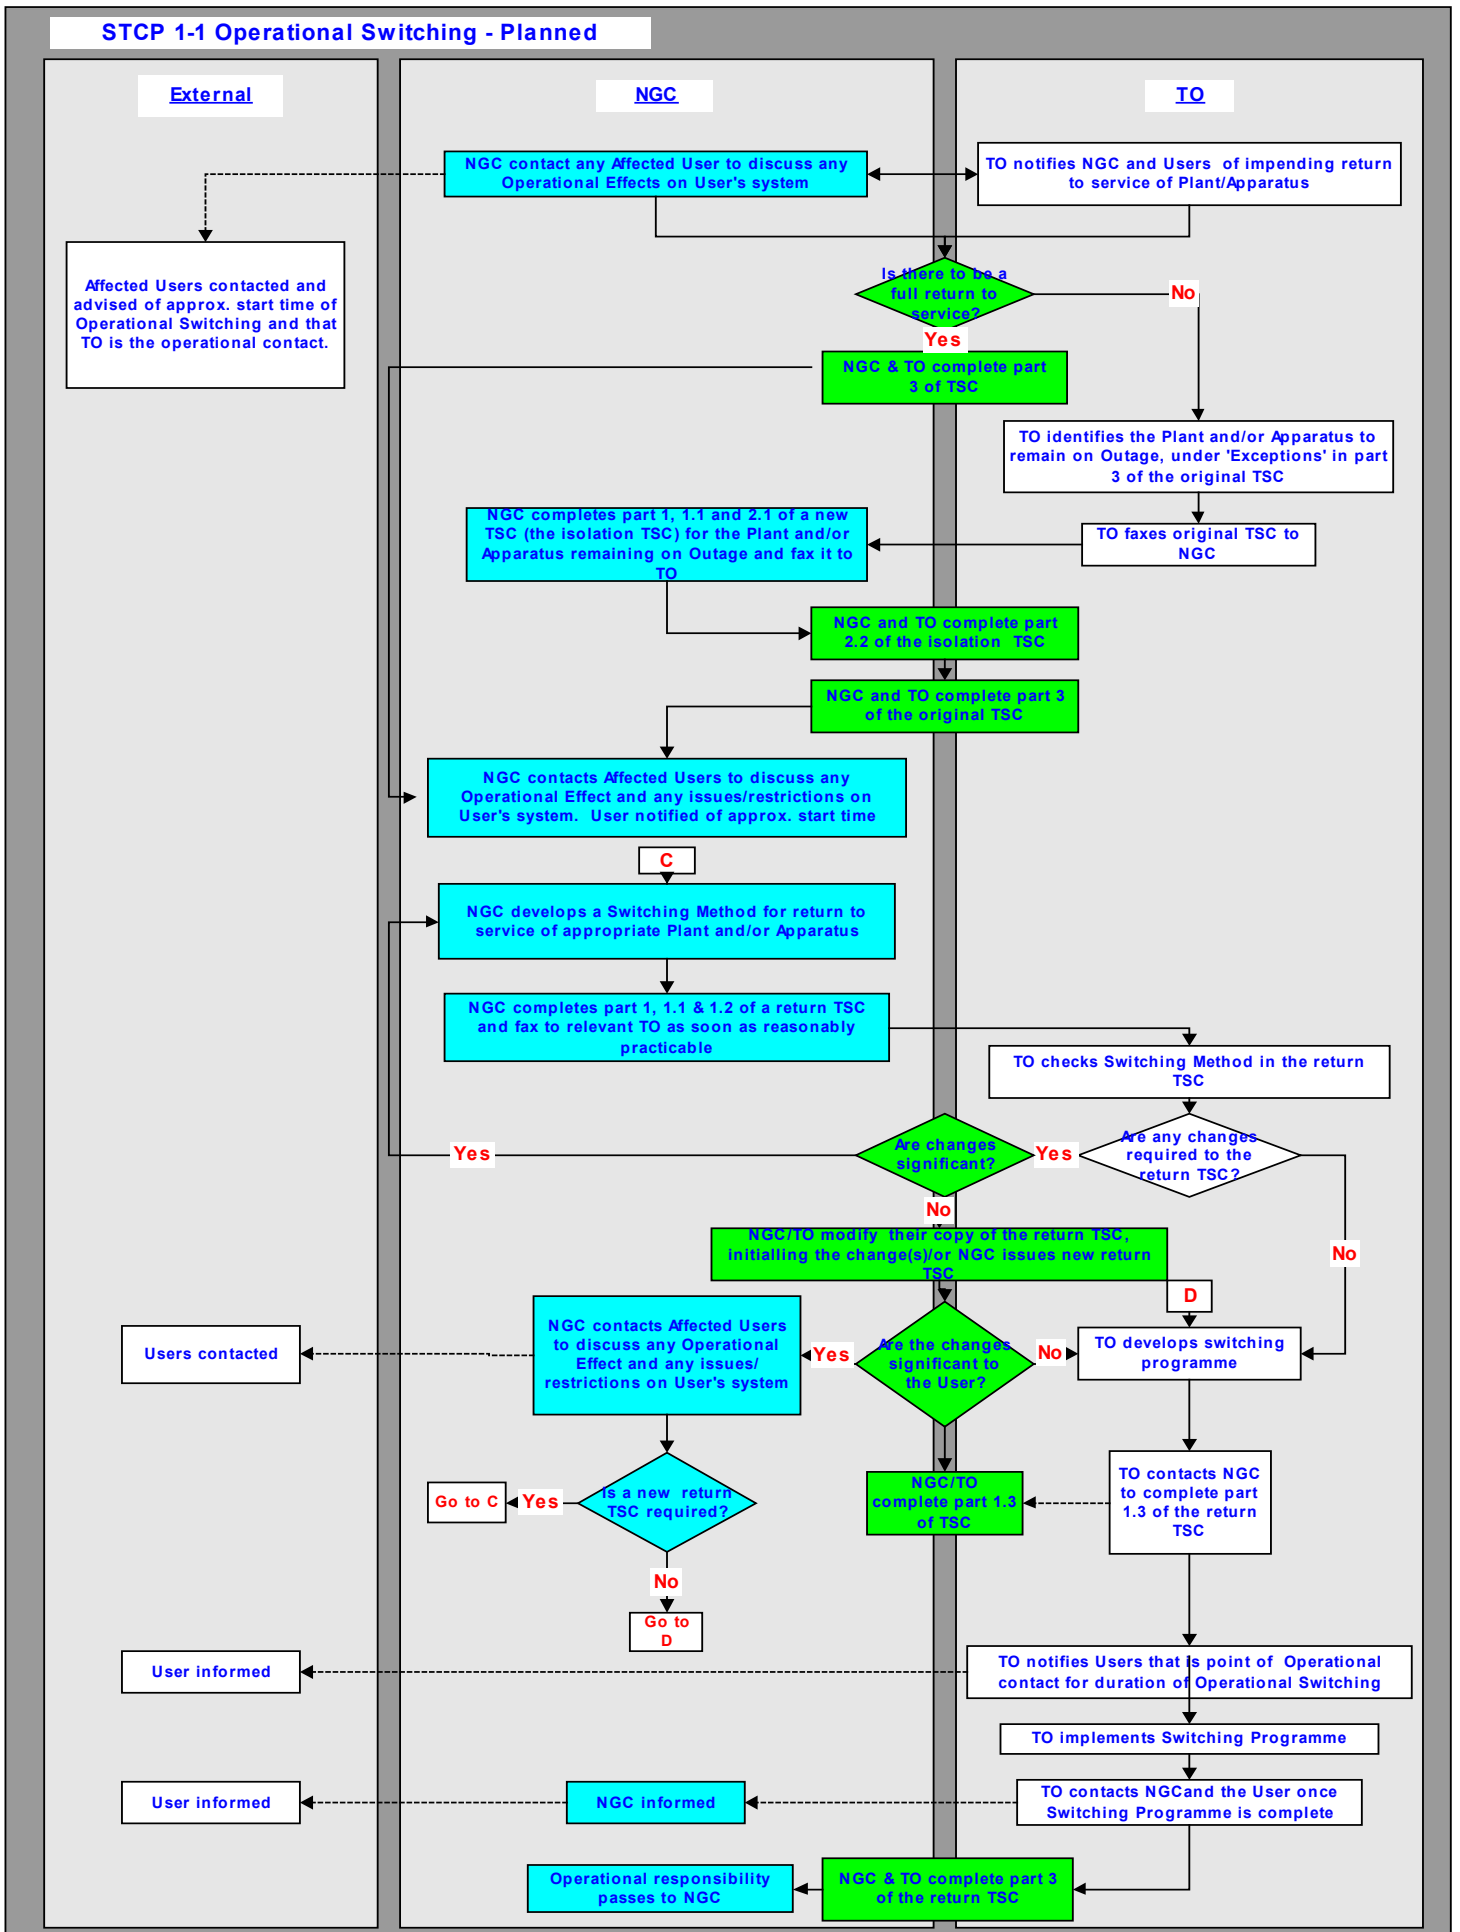 STCP 1-1 Operational Switching - Planned
External
NGC
TO
NGC contact any Affected User to discuss any
Operational Effects on User's system
TO notifies NGC and Users of impending return
to service of Plant/Apparatus
Affected Users contacted and
advised of approx. start time of
Operational Switching and that
TO is the operational contact.
Is there to be a
full return to
service?
No
Yes
NGC & TO complete part
3 of TSC
TO identifies the Plant and/or Apparatus to
remain on Outage, under 'Exceptions' in part
3 of the original TSC
NGC completes part 1, 1.1 and 2.1 of a new
TSC (the isolation TSC) for the Plant and/or
Apparatus remaining on Outage and fax it to
TO
TO faxes original TSC to
NGC
NGC and TO complete part
2.2 of the isolation TSC
NGC and TO complete part 3
of the original TSC
NGC contacts Affected Users to discuss any
Operational Effect and any issues/restrictions on
User's system. User notified of approx. start time
C
NGC develops a Switching Method for return to
service of appropriate Plant and/or Apparatus
NGC completes part 1, 1.1 & 1.2 of a return TSC
and fax to relevant TO as soon as reasonably
practicable
TO checks Switching Method in the return
TSC
Yes
Are changes
significant?
Yes
Are any changes
required to the
return TSC?
No
No
NGC/TO modify their copy of the return TSC,
initialling the change(s)/or NGC issues new return
TSC
D
Users contacted
NGC contacts Affected Users
to discuss any Operational
Effect and any issues/
restrictions on User's system
Yes
Are the changes
significant to
the User?
No
TO develops switching
programme
Go to C
Yes
Is a new return
TSC required?
NGC/TO
complete part 1.3
of TSC
TO contacts NGC
to complete part
1.3 of the return
TSC
No
Go to
D
User informed
TO notifies Users that is point of Operational
contact for duration of Operational Switching
TO implements Switching Programme
User informed
NGC informed
TO contacts NGCand the User once
Switching Programme is complete
Operational responsibility
passes to NGC
NGC & TO complete part 3
of the return TSC